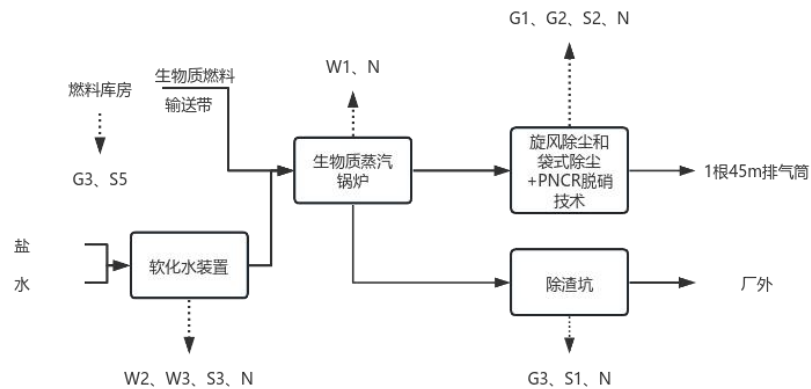 G1、G2、S2、N
燃料库房
生物质燃料
输送带
W1、N
G3、S5
生物质蒸汽
锅炉
旋风除尘和
袋式除尘
+PNCR脱硝
技术
1根45m排气筒
盐
水
软化水装置
除渣坑
厂外
W2、W3、S3、N
G3、S1、N